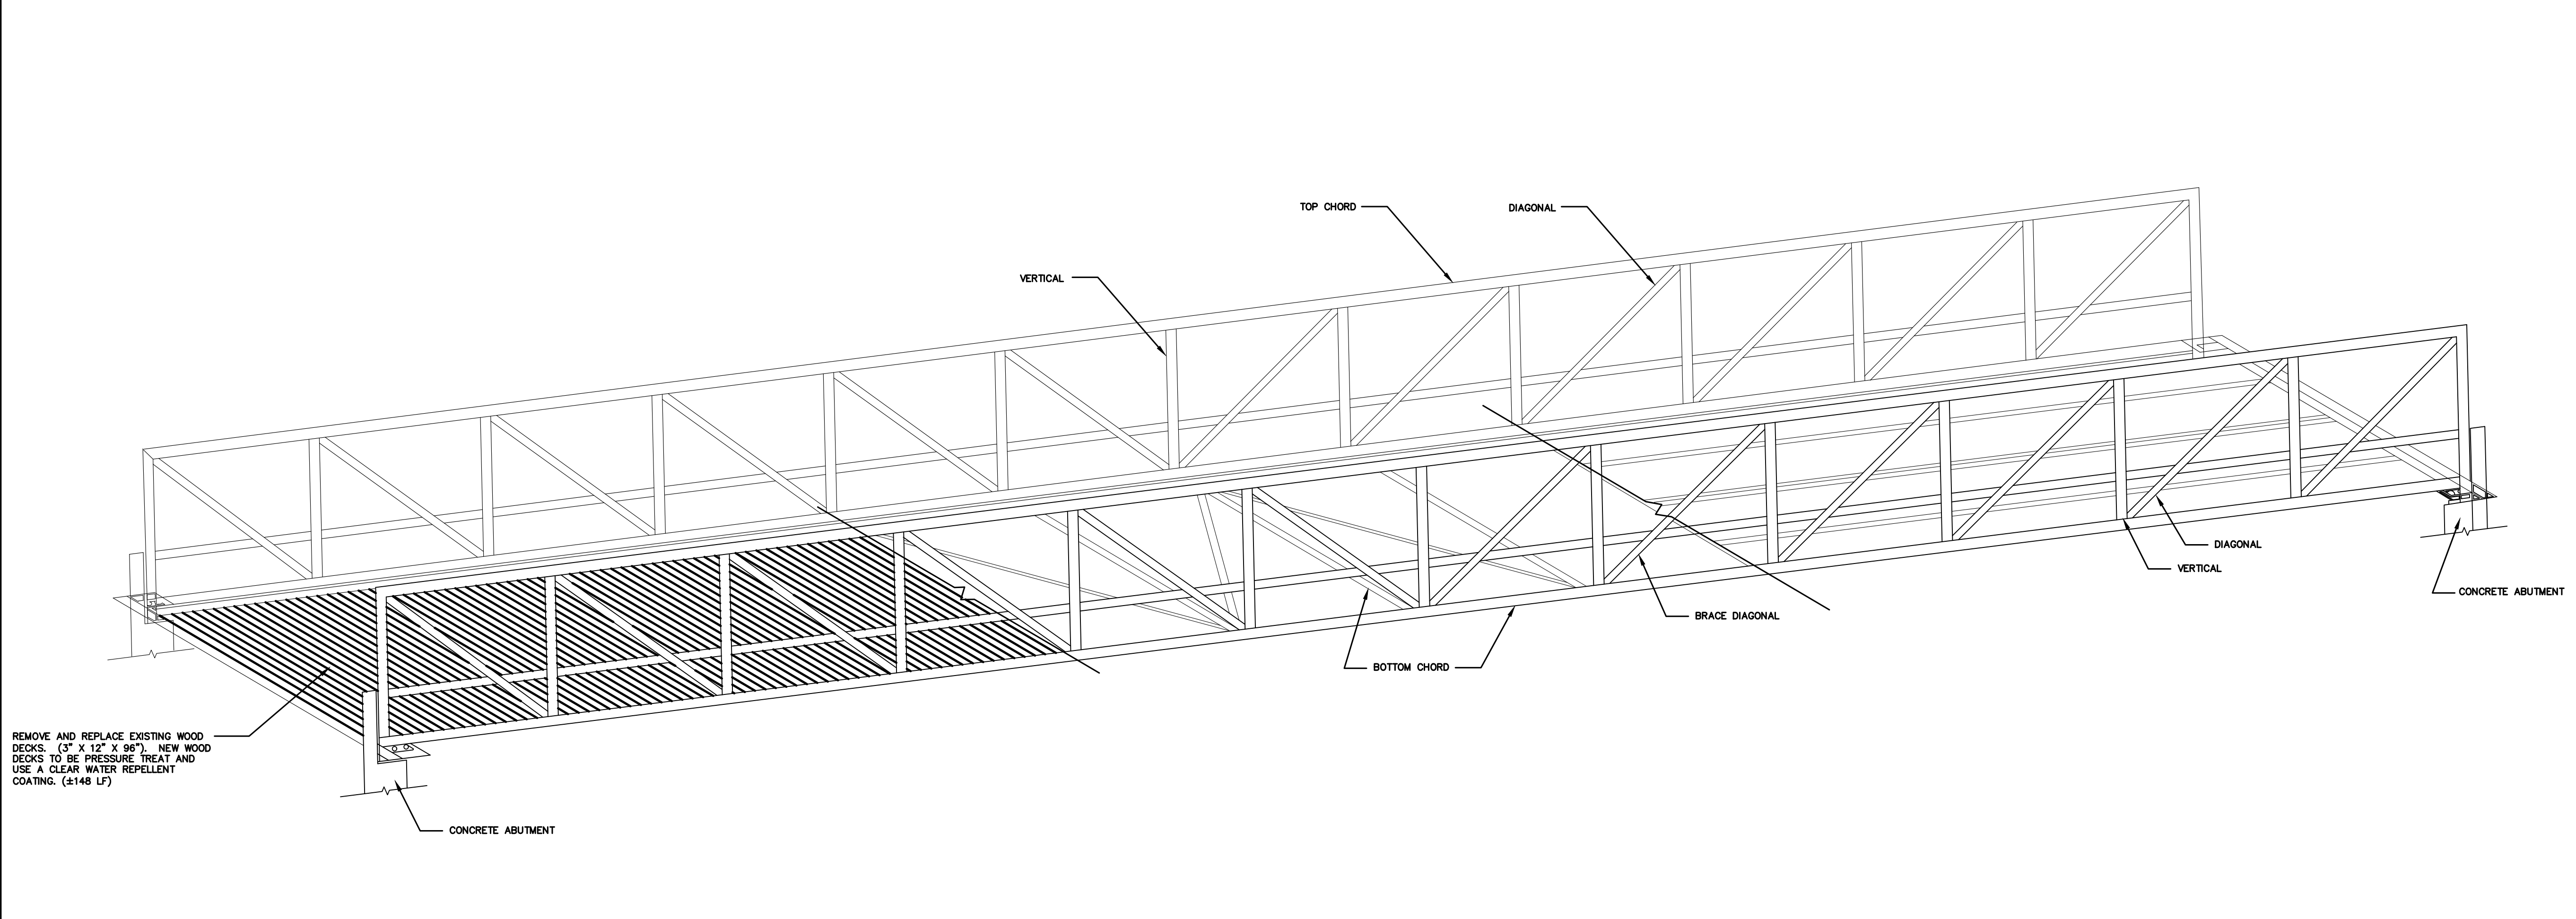 TOP CHORD
DIAGONAL
VERTICAL
DIAGONAL
VERTICAL
CONCRETE ABUTMENT
BRACE DIAGONAL
BOTTOM CHORD
REMOVE AND REPLACE EXISTING WOOD
DECKS. (3" X 12" X 96"). NEW WOOD
DECKS TO BE PRESSURE TREAT AND
USE A CLEAR WATER REPELLENT
COATING. (±148 LF)
CONCRETE ABUTMENT